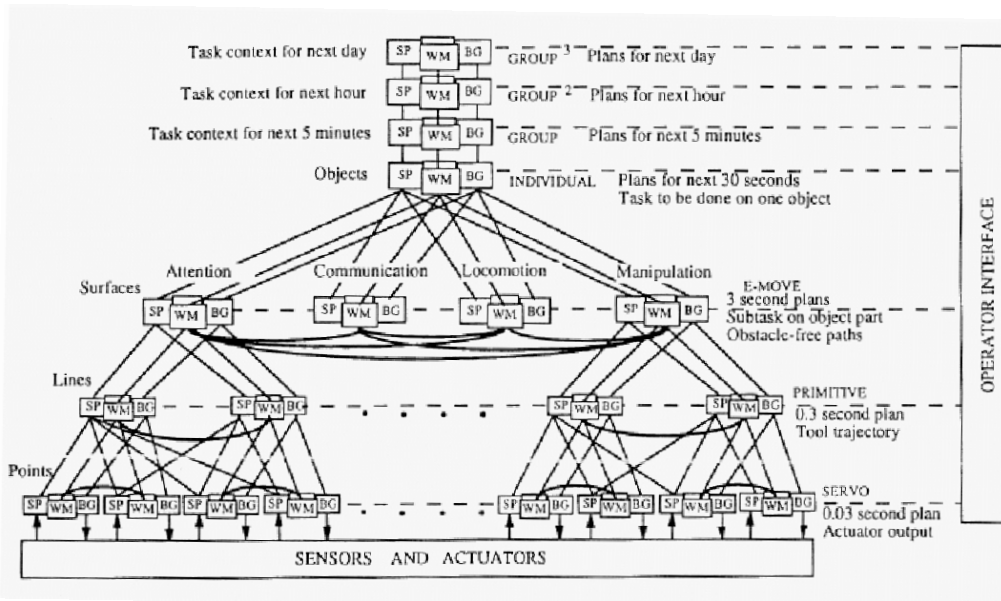 Task context for next day SP WM BG GROUP 3 Plans for next day
Task context for next hour SP WM BG GROUP 2 Plans for next hour
Task context for next 5 minutes SP WM BG GROUP Plans for next 5 minutes
Objects SP WM BG INDIVIDUAL Plans for next 30 seconds
Task to be done on one object
OPERATOR INTERFACE
Attention Communication Locomotion Manipulation
Surfaces SP WM BG SP WM BG SP WM BG SP WM BG E-MOVE
3 second plans
Subtask on object part
Obstacle-free paths
Lines SP WM BG SP WM BG SP WM BG SP WM BG PRIMITIVE
0.3 second plan
Tool trajectory
Points
SP WM BG SP WM BG SP WM BG SP WM BG SP WM BG SP WM BG SP WM BG SP WM BG SERVO
0.03 second plan
Actuator output
SENSORS AND ACTUATORS